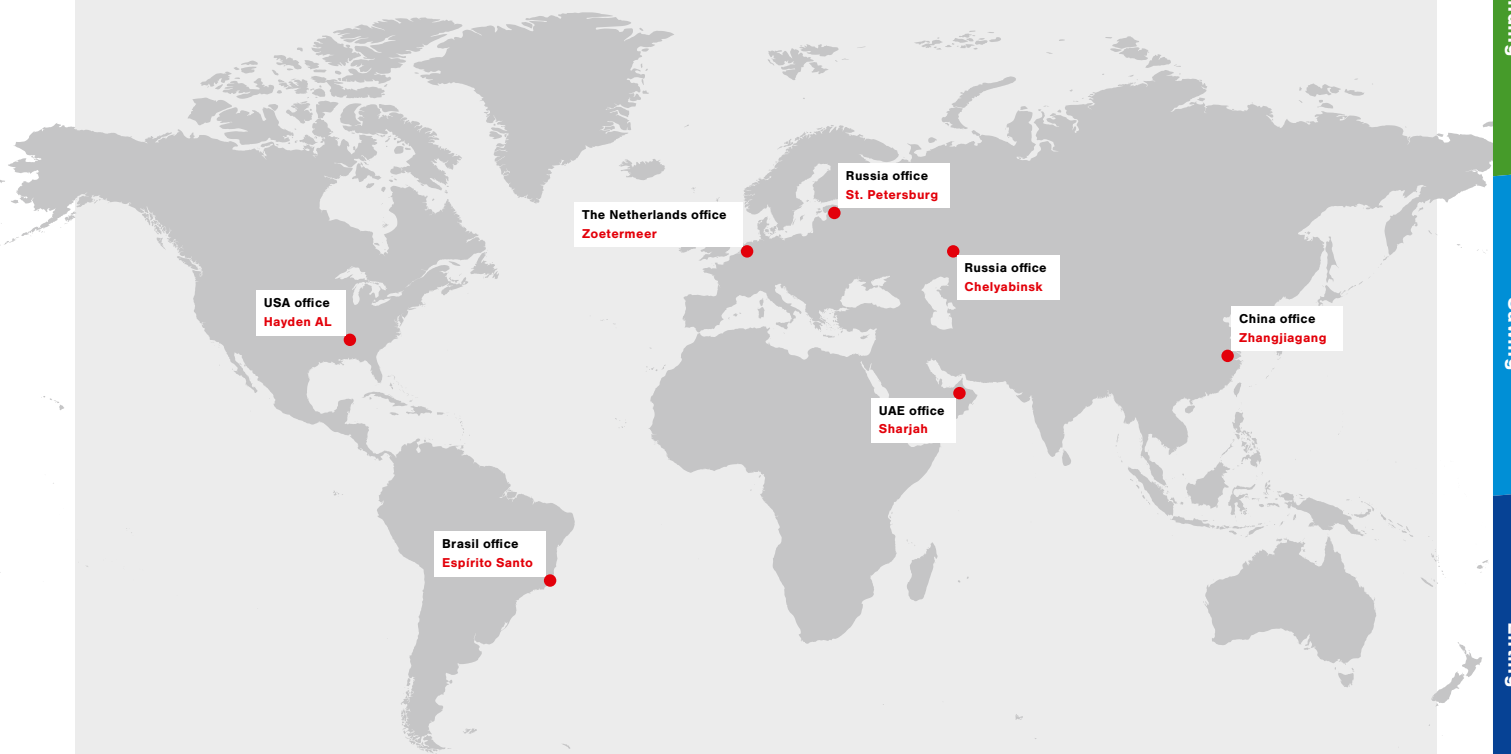 Russia office
St. Petersburg
The Netherlands office
Zoetermeer
Russia office
Chelyabinsk
USA office
Hayden AL
China office
Zhangjiagang
UAE office
Sharjah
Brasil office
Espírito Santo